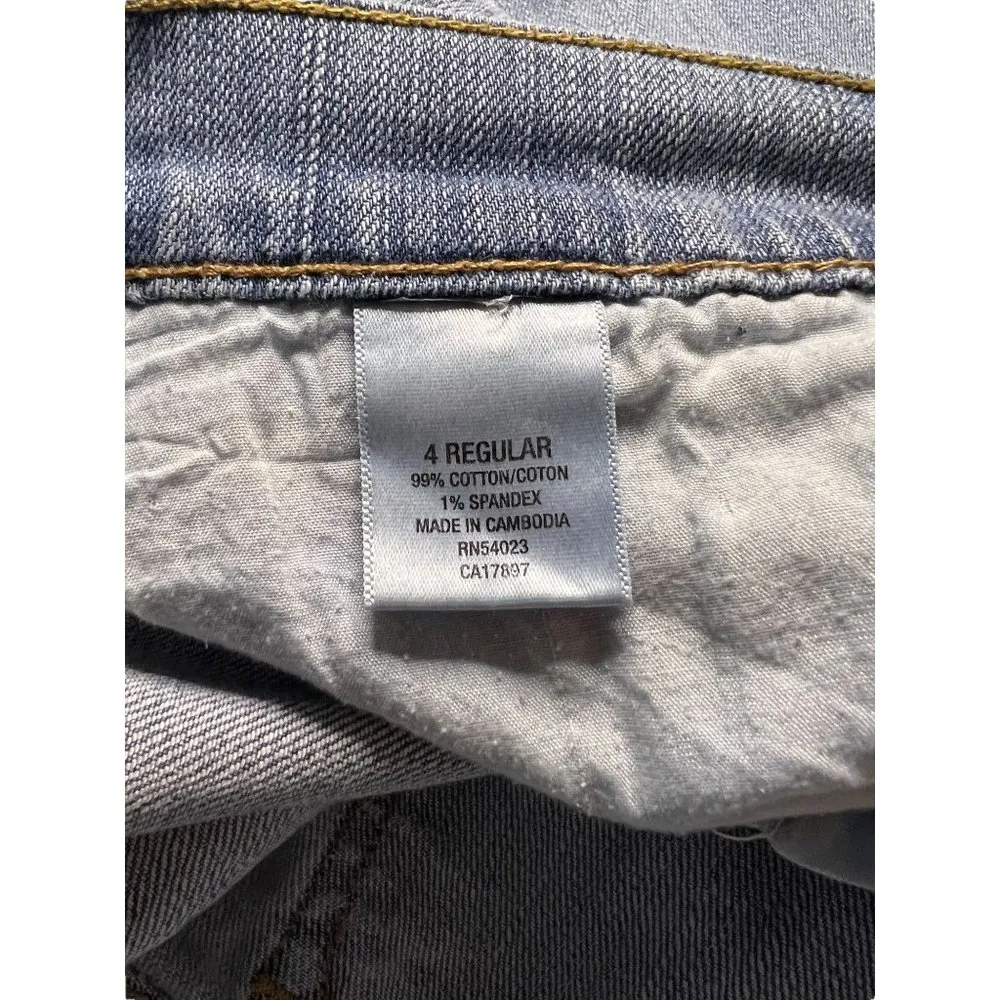 4 REGULAR
99% COTTON/COTON
1% SPANDEX
MADE IN CAMBODIA
RN54023
CA17897